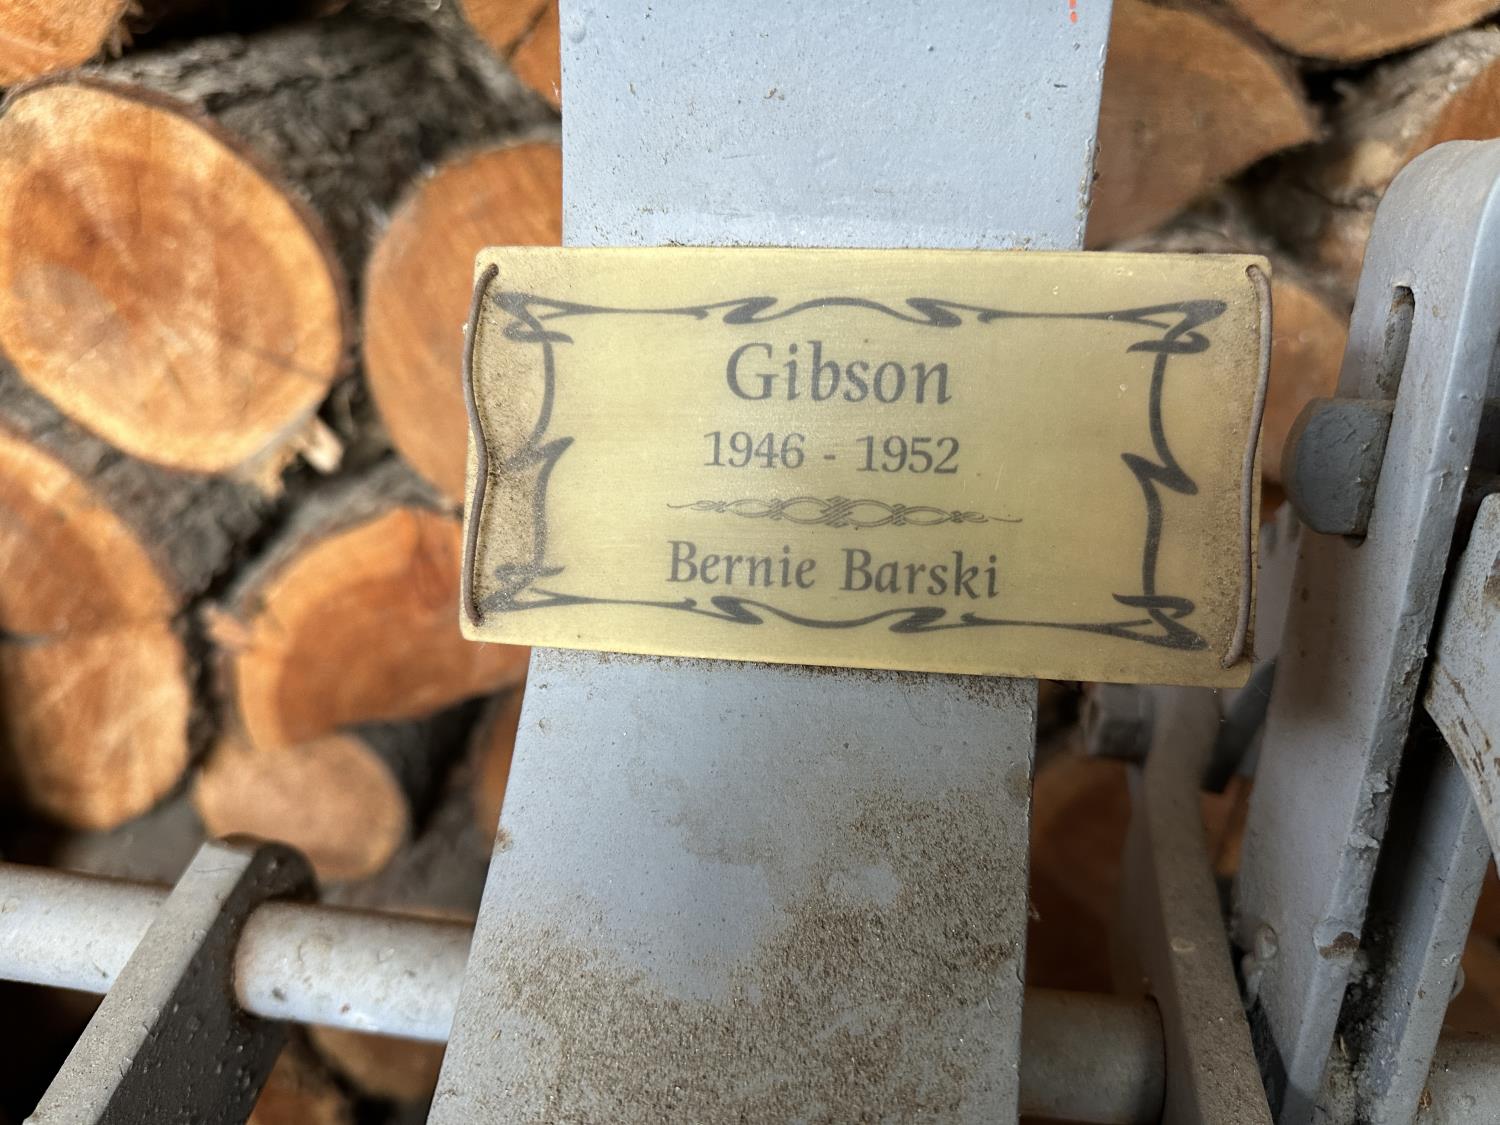 Gibson
1946 - 1952
Bernie Barski